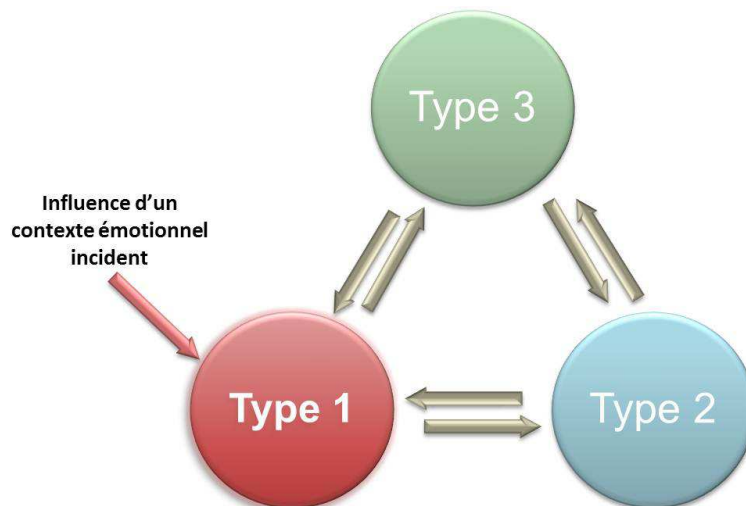 Type 3
Influence d'un
contexte émotionnel
incident
Type 1
Type 2